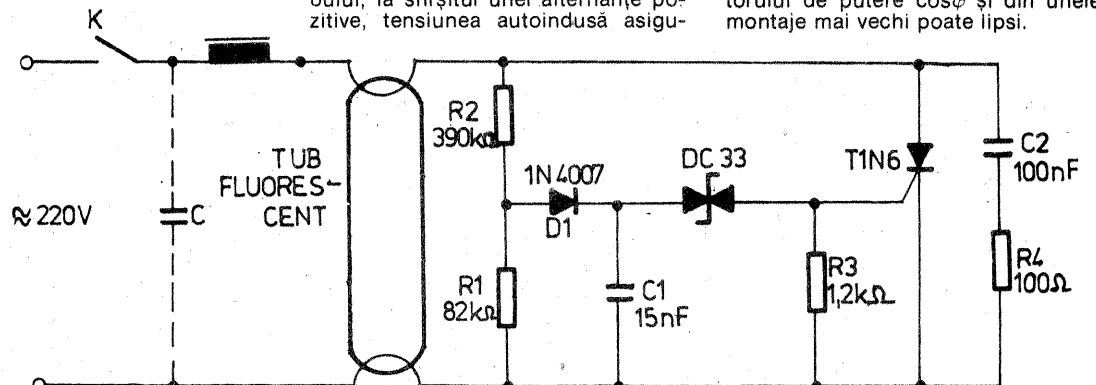 oului, la sfîrșitul unei alternanțe po-
zitive, tensiunea autoindusă asigu-
torului de putere cosφ și din unele
montaje mai vechi poate lipsi.
K
R2
390kΩ
TUB
FLUORES-
CENT
1N4007
D1
DC 33
T1N6
C2
100nF
≈ 220V
C
R1
82kΩ
C1
15nF
R3
1,2kΩ
R4
100Ω